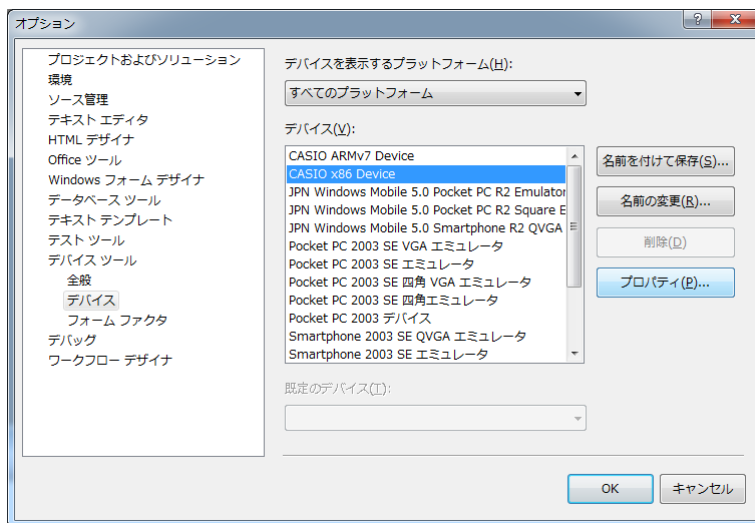 オプション
プロジェクトおよびソリューション
環境
ソース管理
テキスト エディタ
HTML デザイナ
Office ツール
Windows フォーム デザイナ
データベース ツール
テキスト テンプレート
テスト ツール
デバイス ツール
全般
デバイス
フォーム ファクタ
デバッグ
ワークフロー デザイナ
デバイスを表示するプラットフォーム(H):
すべてのプラットフォーム
デバイス(V):
CASIO ARMv7 Device
CASIO x86 Device
JPN Windows Mobile 5.0 Pocket PC R2 Emulator
JPN Windows Mobile 5.0 Pocket PC R2 Square E
JPN Windows Mobile 5.0 Smartphone R2 QVGA
Pocket PC 2003 SE VGA エミュレータ
Pocket PC 2003 SE エミュレータ
Pocket PC 2003 SE 四角 VGA エミュレータ
Pocket PC 2003 SE 四角エミュレータ
Pocket PC 2003 デバイス
Smartphone 2003 SE QVGA エミュレータ
Smartphone 2003 SE エミュレータ
名前を付けて保存(S)...
名前の変更(R)...
削除(D)
プロパティ(P)...
既定のデバイス(T):
OK
キャンセル